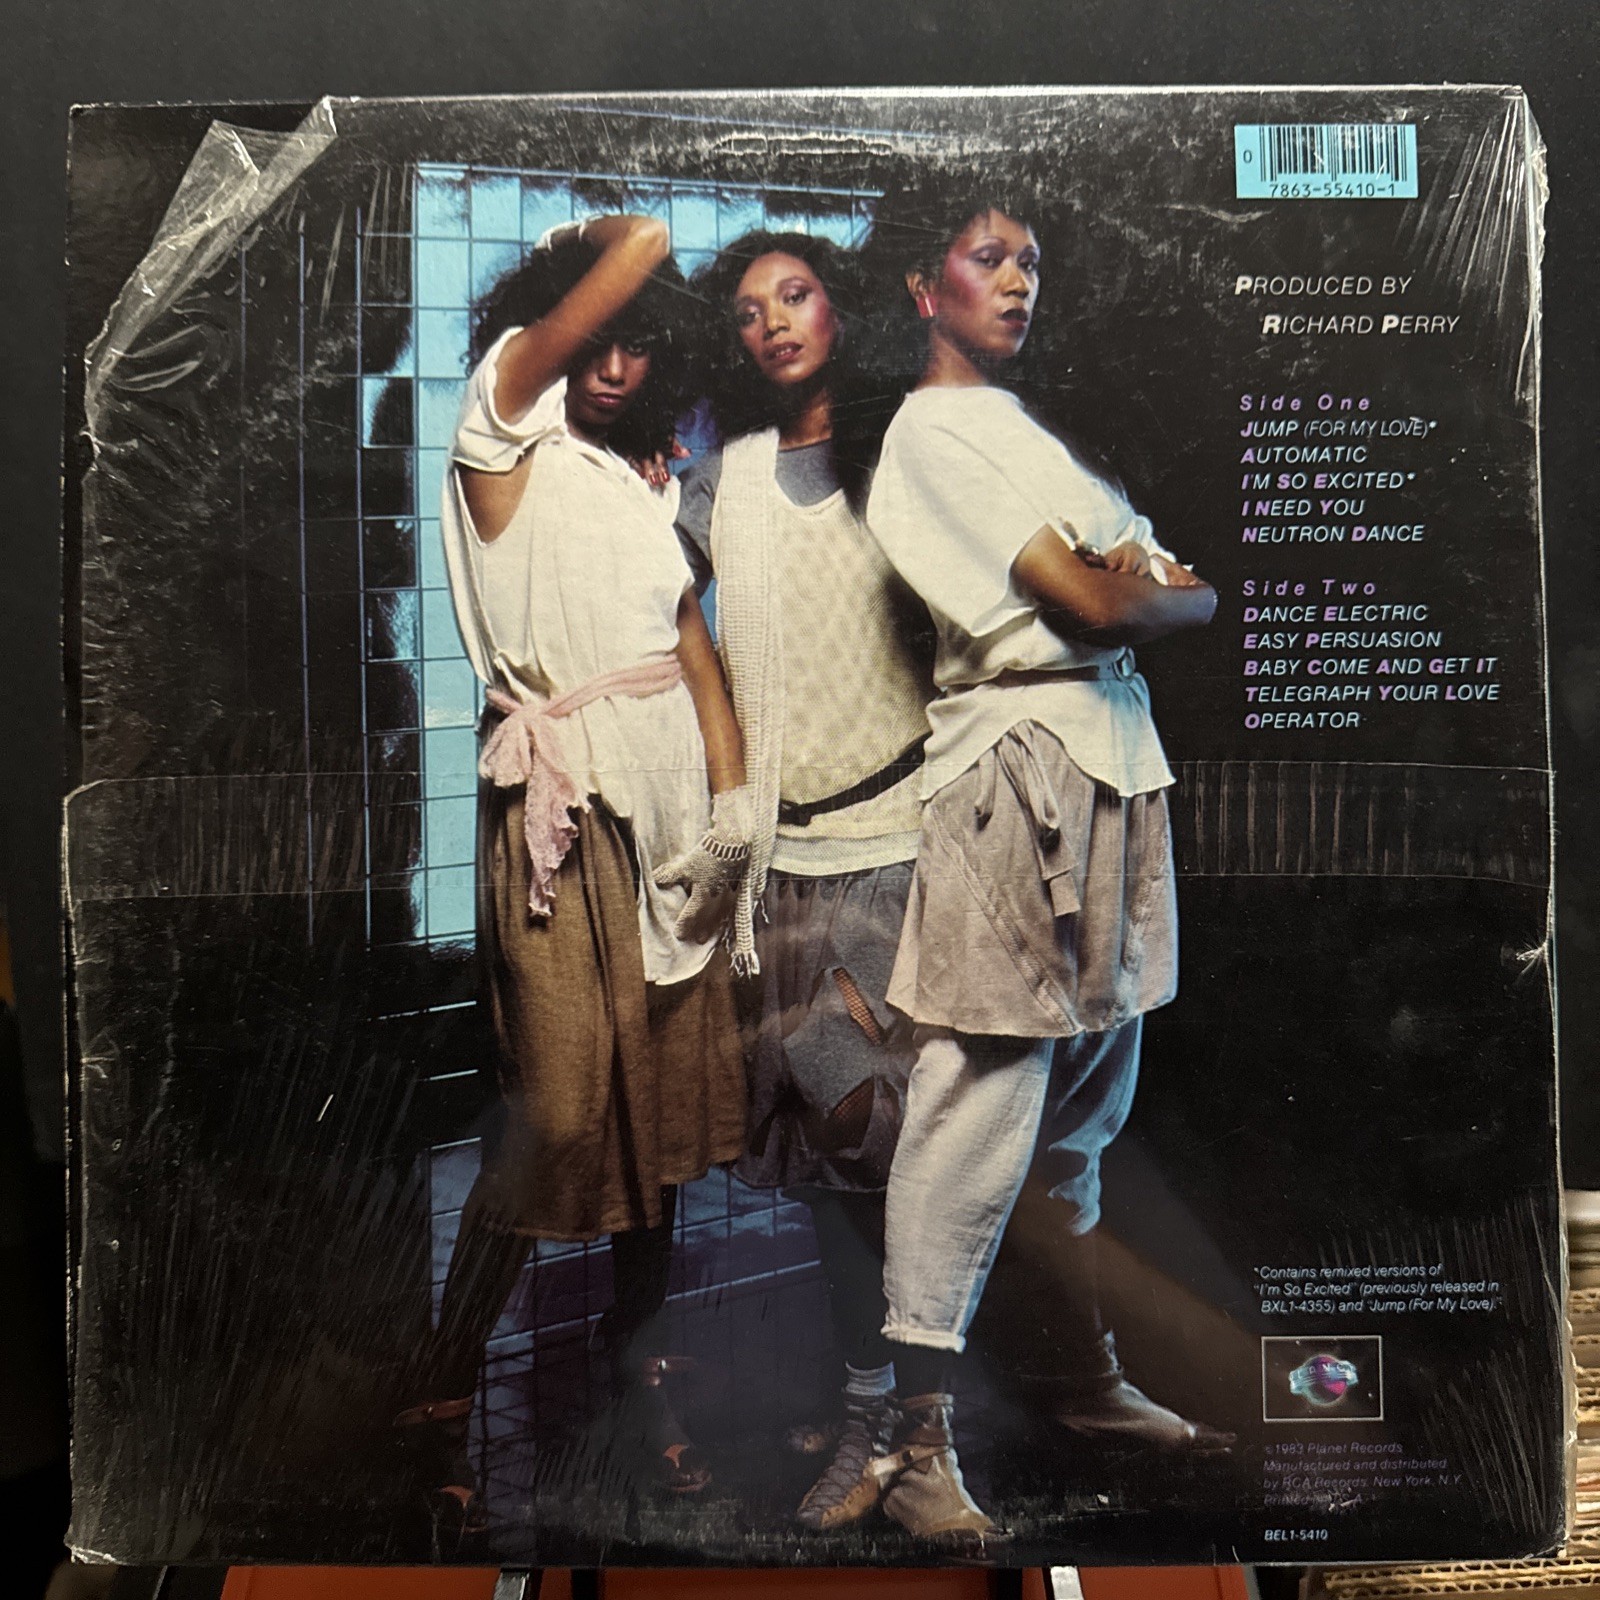 0
7863-55410-1
PRODUCED BY
RICHARD PERRY
Side One
JUMP (FOR MY LOVE)*
AUTOMATIC
I'M SO EXCITED*
I NEED YOU
NEUTRON DANCE
Side Two
DANCE ELECTRIC
EASY PERSUASION
BABY COME AND GET IT
TELEGRAPH YOUR LOVE
OPERATOR
*Contains remixed versions of
"I'm So Excited" (previously released in
BXL1-4355) and "Jump (For My Love)."
© 1983 Planet Records
Manufactured and distributed
by RCA Records, New York, N.Y.
Printed in U.S.A.
BEL1-5410